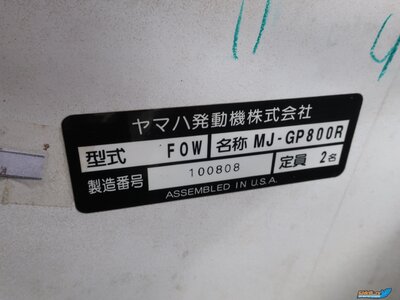 ヤマハ発動機株式会社
型式 FOW 名称 MJ-GP800R
製造番号 100808 定員 2名
ASSEMBLED IN U.S.A.